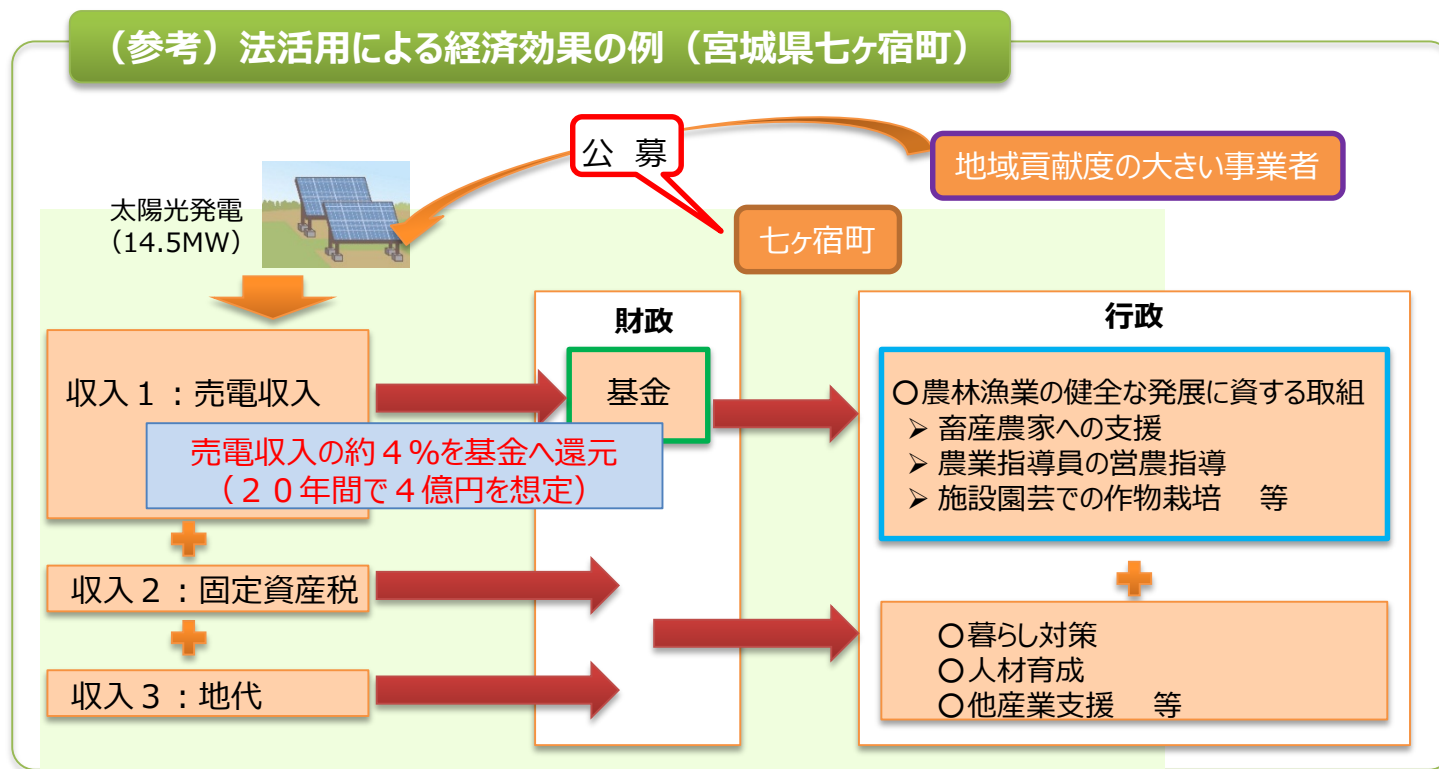 （参考）法活用による経済効果の例（宮城県七ヶ宿町）
公　募
地域貢献度の大きい事業者
太陽光発電
（14.5MW）
七ヶ宿町
財政
行政
収入１：売電収入
基金
売電収入の約４％を基金へ還元
（２０年間で４億円を想定）
〇農林漁業の健全な発展に資する取組
➢ 畜産農家への支援
➢ 農業指導員の営農指導
➢ 施設園芸での作物栽培　等
収入２：固定資産税
収入３：地代
〇暮らし対策
〇人材育成
〇他産業支援　等